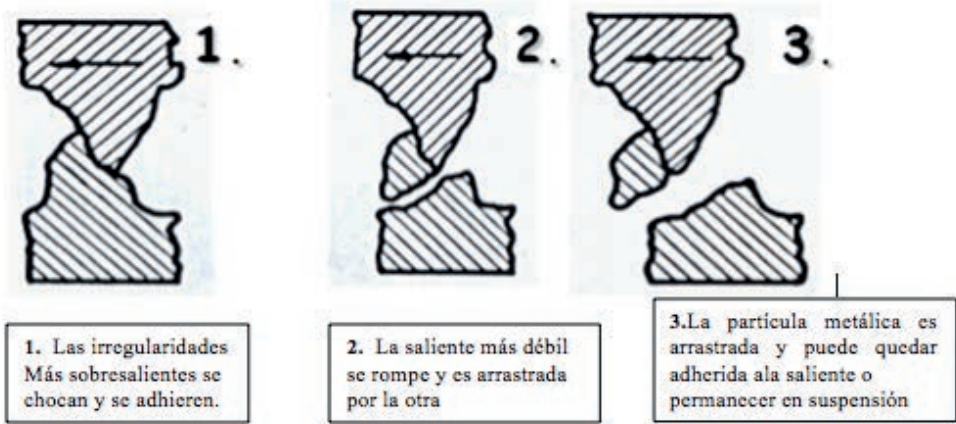 1.
2.
3.
1. Las irregularidades
Más sobresalientes se
chocan y se adhieren.
2. La saliente más débil
se rompe y es arrastrada
por la otra
3.La partícula metálica es
arrastrada y puede quedar
adherida ala saliente o
permanecer en suspensión